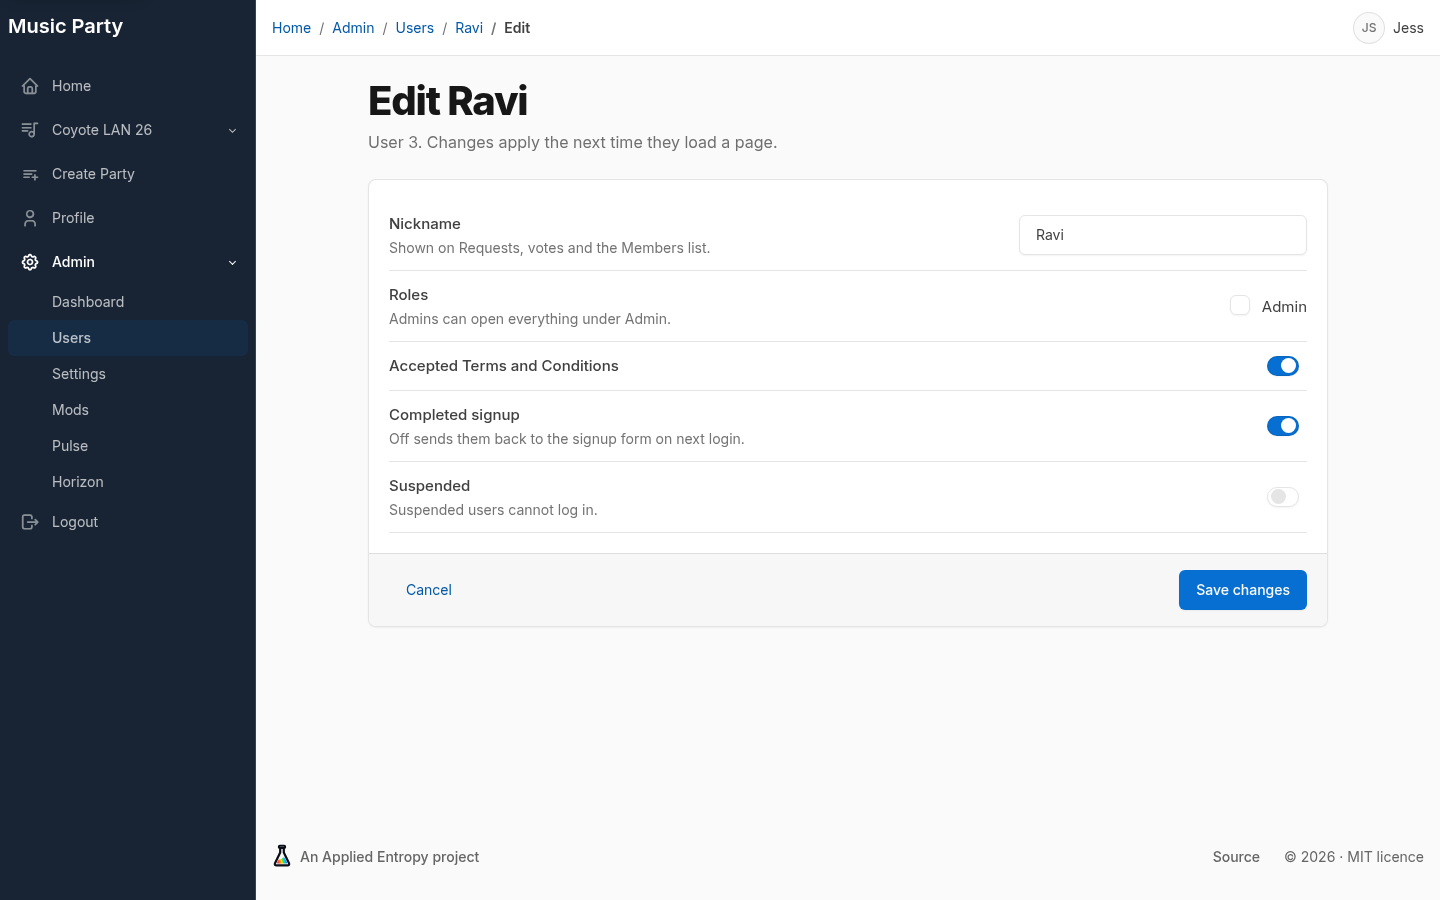 Music Party
Home
Coyote LAN 26
Create Party
Profile
Admin
Dashboard
Users
Settings
Mods
Pulse
Horizon
Logout
Home / Admin / Users / Ravi / Edit
JS Jess
Edit Ravi
User 3. Changes apply the next time they load a page.
Nickname
Shown on Requests, votes and the Members list.
Ravi
Roles
Admins can open everything under Admin.
Admin
Accepted Terms and Conditions
Completed signup
Off sends them back to the signup form on next login.
Suspended
Suspended users cannot log in.
Cancel
Save changes
An Applied Entropy project
Source
© 2026 · MIT licence